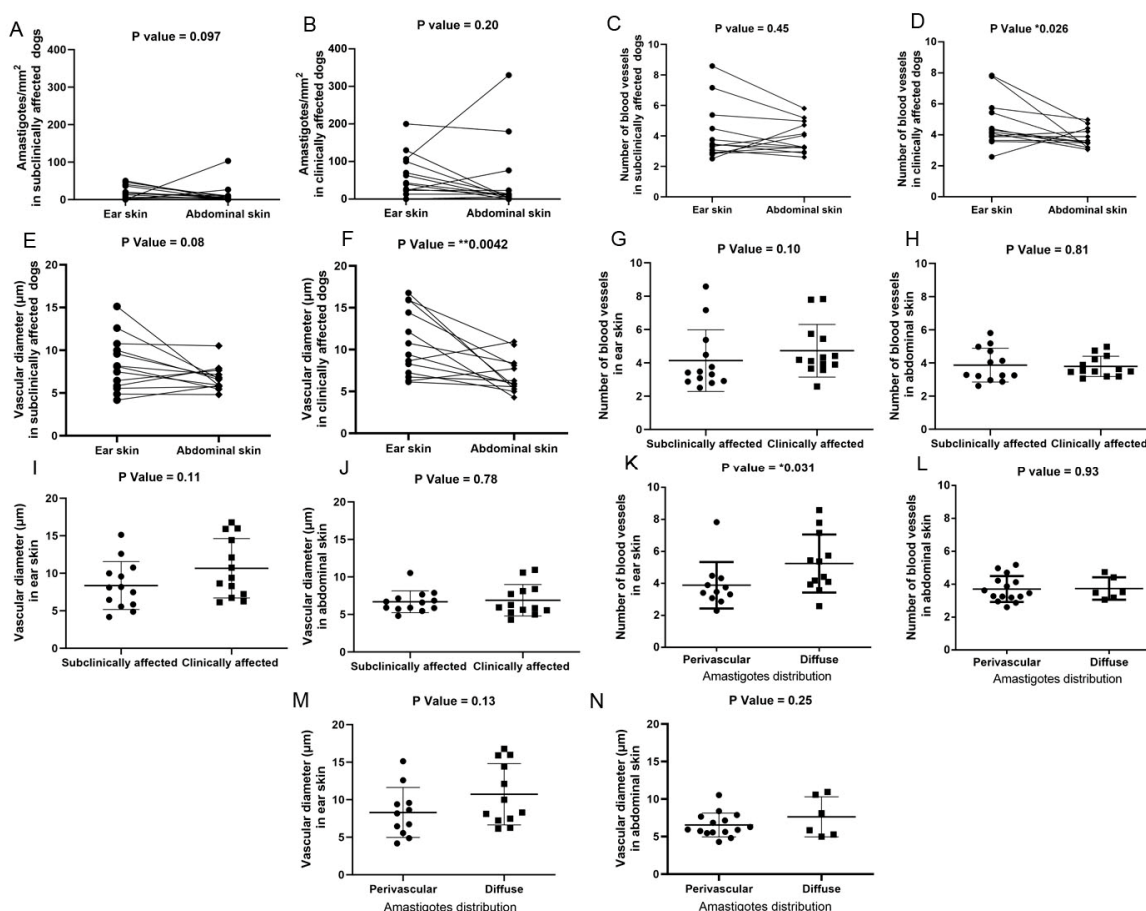 A
P value = 0.097
Amastigotes/mm²
in subclinically affected dogs
400
300
200
100
0
Ear skin
Abdominal skin
B
P value = 0.20
Amastigotes/mm²
in clinically affected dogs
400
300
200
100
0
Ear skin
Abdominal skin
C
P value = 0.45
Number of blood vessels
in subclinically affected dogs
10
8
6
4
2
0
Ear skin
Abdominal skin
D
P value *0.026
Number of blood vessels
in clinically affected dogs
10
8
6
4
2
0
Ear skin
Abdominal skin
E
P Value = 0.08
Vascular diameter (µm)
in subclinically affected dogs
20
15
10
5
0
Ear skin
Abdominal skin
F
P Value = **0.0042
Vascular diameter (µm)
in clinically affected dogs
20
15
10
5
0
Ear skin
Abdominal skin
G
P Value = 0.10
Number of blood vessels
in ear skin
10
8
6
4
2
0
Subclinically affected
Clinically affected
H
P Value = 0.81
Number of blood vessels
in abdominal skin
10
8
6
4
2
0
Subclinically affected
Clinically affected
I
P Value = 0.11
Vascular diameter (µm)
in ear skin
20
15
10
5
0
Subclinically affected
Clinically affected
J
P Value = 0.78
Vascular diameter (µm)
in abdominal skin
20
15
10
5
0
Subclinically affected
Clinically affected
K
P value = *0.031
Number of blood vessels
in ear skin
10
8
6
4
2
0
Perivascular
Diffuse
Amastigotes distribution
L
P value = 0.93
Number of blood vessels
in abdominal skin
10
8
6
4
2
0
Perivascular
Diffuse
Amastigotes distribution
M
P Value = 0.13
Vascular diameter (µm)
in ear skin
20
15
10
5
0
Perivascular
Diffuse
Amastigotes distribution
N
P Value = 0.25
Vascular diameter (µm)
in abdominal skin
20
15
10
5
0
Perivascular
Diffuse
Amastigotes distribution